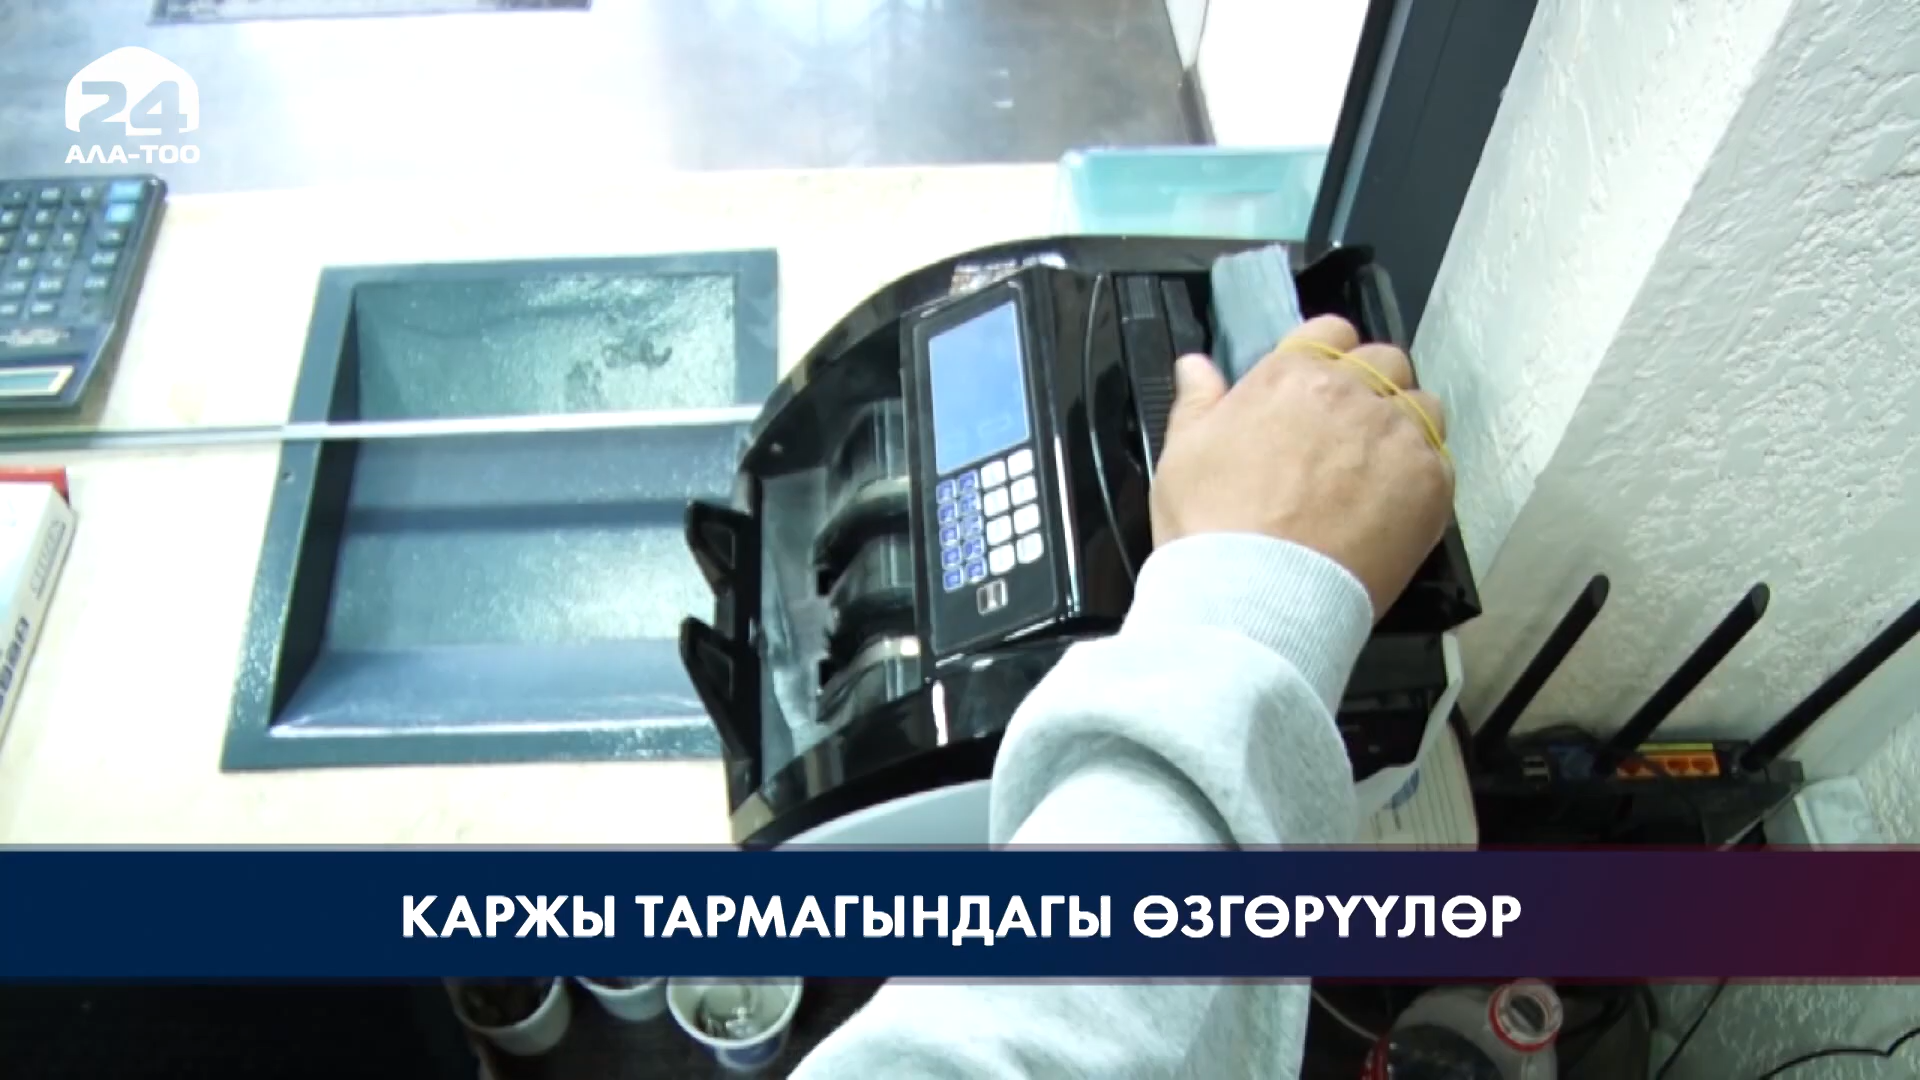 24
АЛА-ТОО
КАРЖЫ ТАРМАГЫНДАГЫ ӨЗГӨРҮҮЛӨР